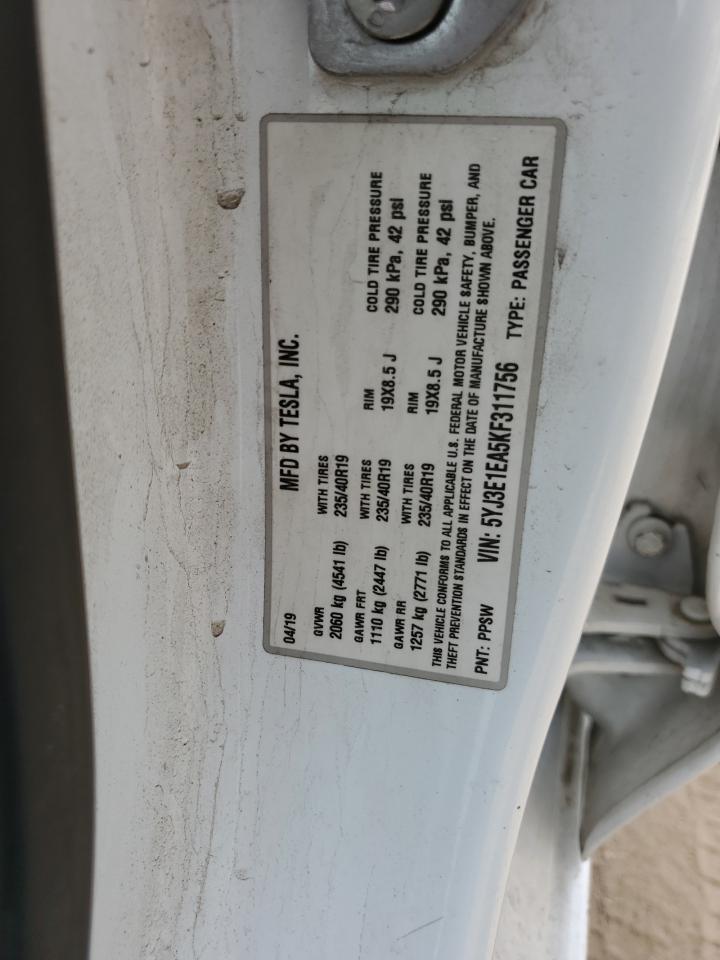 MFD BY TESLA, INC.
04/19
GVWR WITH TIRES
2060 kg (4541 lb) 235/40R19
GAWR FRT WITH TIRES RIM COLD TIRE PRESSURE
1110 kg (2447 lb) 235/40R19 19X8.5 J 290 kPa, 42 psi
GAWR RR WITH TIRES RIM COLD TIRE PRESSURE
1257 kg (2771 lb) 235/40R19 19X8.5 J 290 kPa, 42 psi
THIS VEHICLE CONFORMS TO ALL APPLICABLE U.S. FEDERAL MOTOR VEHICLE SAFETY, BUMPER, AND
THEFT PREVENTION STANDARDS IN EFFECT ON THE DATE OF MANUFACTURE SHOWN ABOVE.
PNT: PPSW VIN: 5YJ3E1EA5KF311756 TYPE: PASSENGER CAR